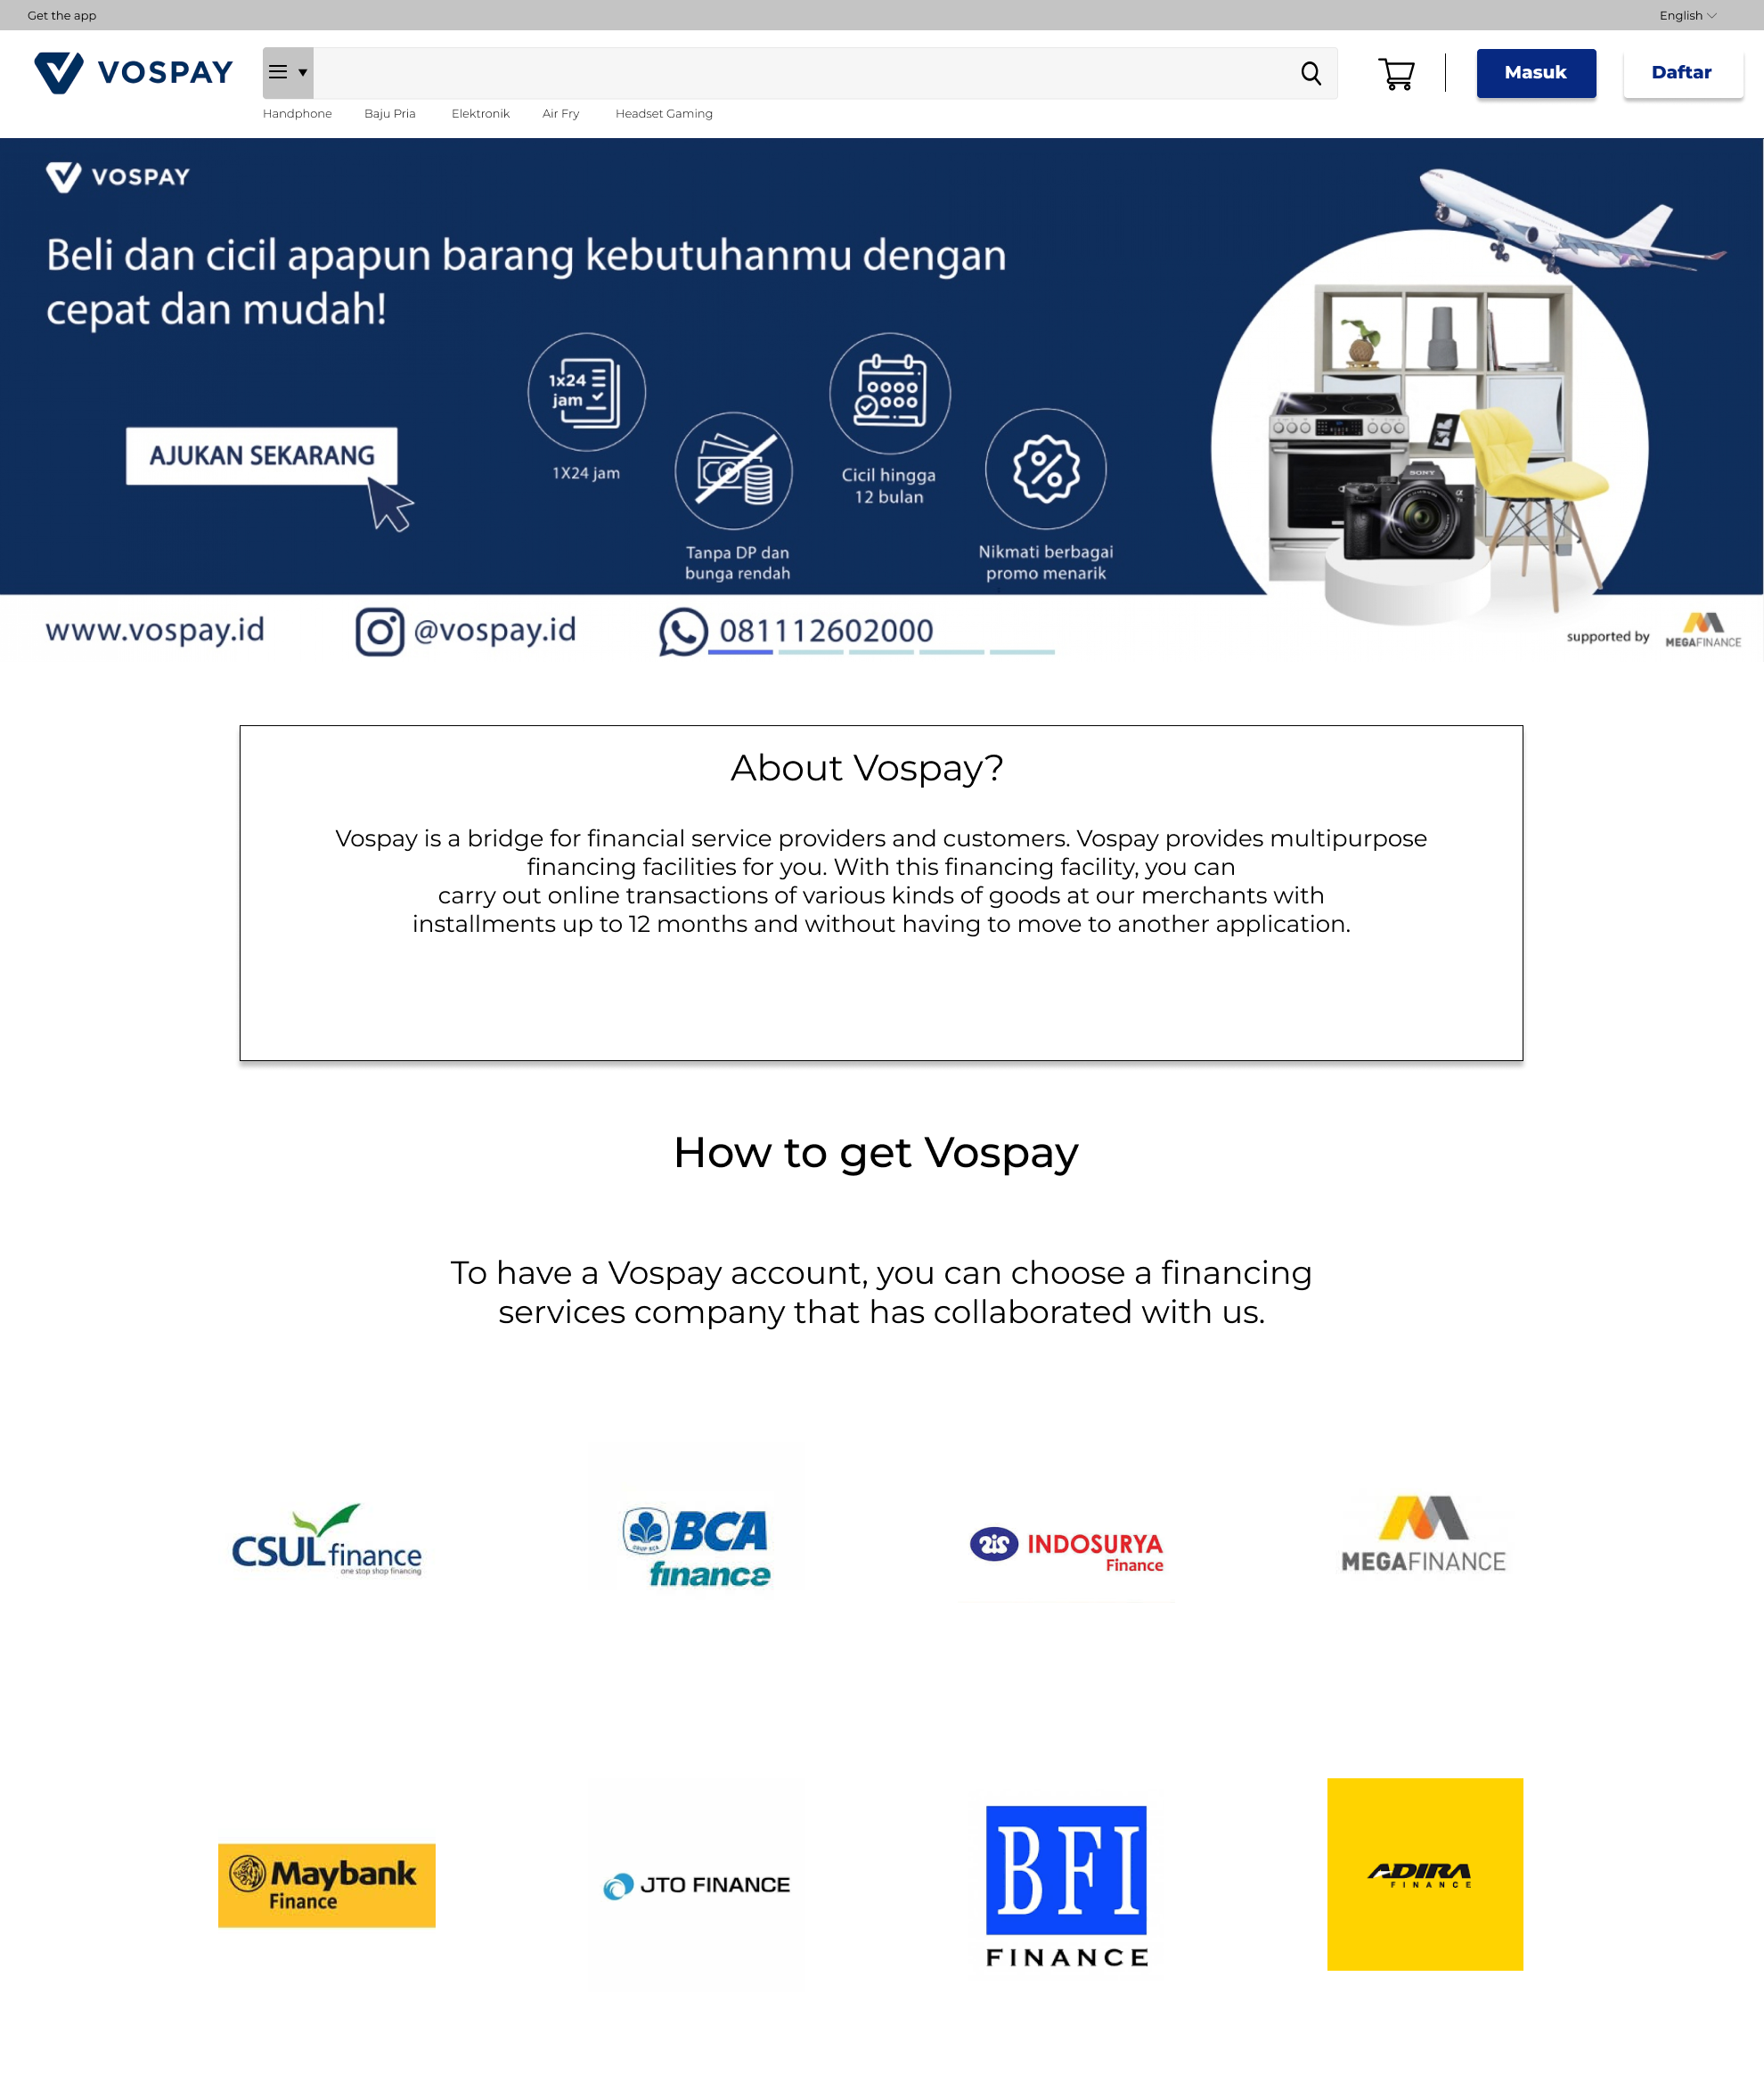 Get the app
English
VOSPAY
Masuk
Daftar
Handphone
Baju Pria
Elektronik
Air Fry
Headset Gaming
VOSPAY
Beli dan cicil apapun barang kebutuhanmu dengan
cepat dan mudah!
AJUKAN SEKARANG
1x24
jam
1X24 jam
Tanpa DP dan
bunga rendah
Cicil hingga
12 bulan
Nikmati berbagai
promo menarik
SONY
www.vospay.id
@vospay.id
081112602000
supported by
MEGAFINANCE
About Vospay?
Vospay is a bridge for financial service providers and customers. Vospay provides multipurpose
financing facilities for you. With this financing facility, you can
carry out online transactions of various kinds of goods at our merchants with
installments up to 12 months and without having to move to another application.
How to get Vospay
To have a Vospay account, you can choose a financing
services company that has collaborated with us.
CSUL finance
one stop shop financing
GRUP BCA
BCA
finance
INDOSURYA
Finance
MEGAFINANCE
Maybank
Finance
JTO FINANCE
BFI
FINANCE
ADIRA
FINANCE